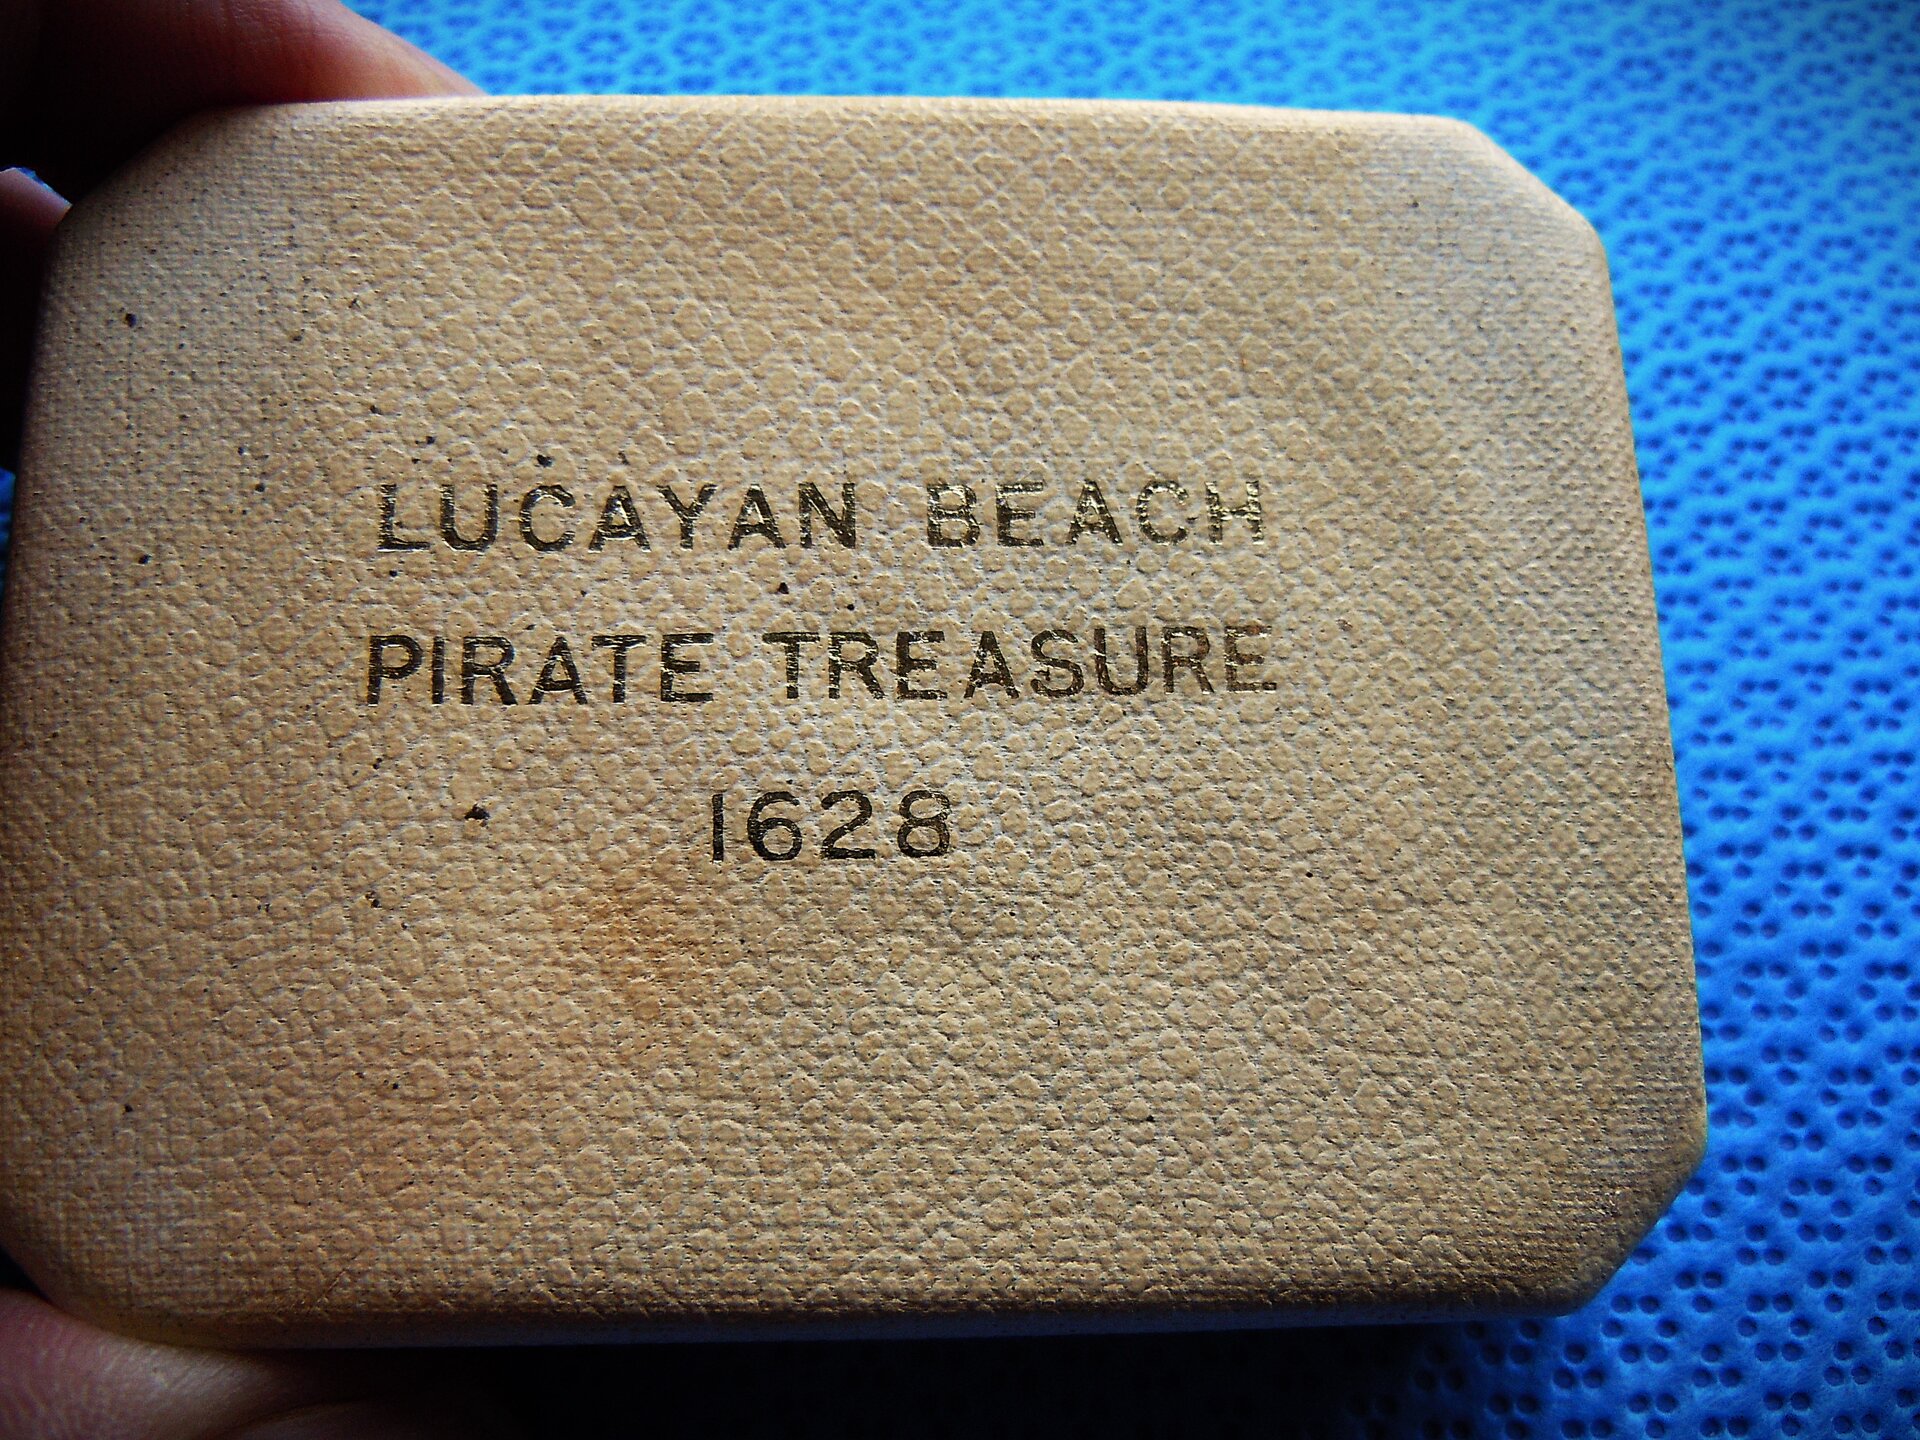 LUCAYAN BEACH
PIRATE TREASURE
1628